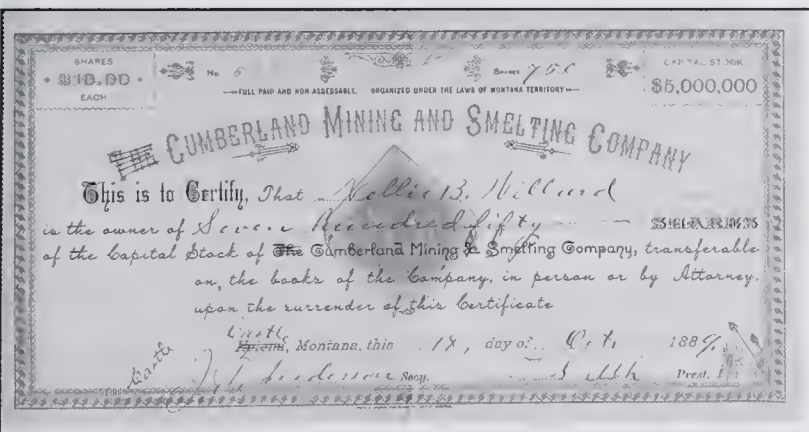 SHARES
$10.00
EACH
No. 5
SHARES 750
CAPITAL STOCK
$5,000,000
FULL PAID AND NON ASSESSABLE. ORGANIZED UNDER THE LAWS OF MONTANA TERRITORY
The CUMBERLAND MINING AND SMELTING COMPANY
This is to Certify, That Nellie B. Hilland
is the owner of Seven Hundred fifty SHARES
of the Capital Stock of The Cumberland Mining & Smelting Company, transferable
on the books of the Company, in person or by Attorney,
upon the surrender of this Certificate
Castle
Castle
Montana, this 18, day of Oct. 1889.
Secy.
Prest.